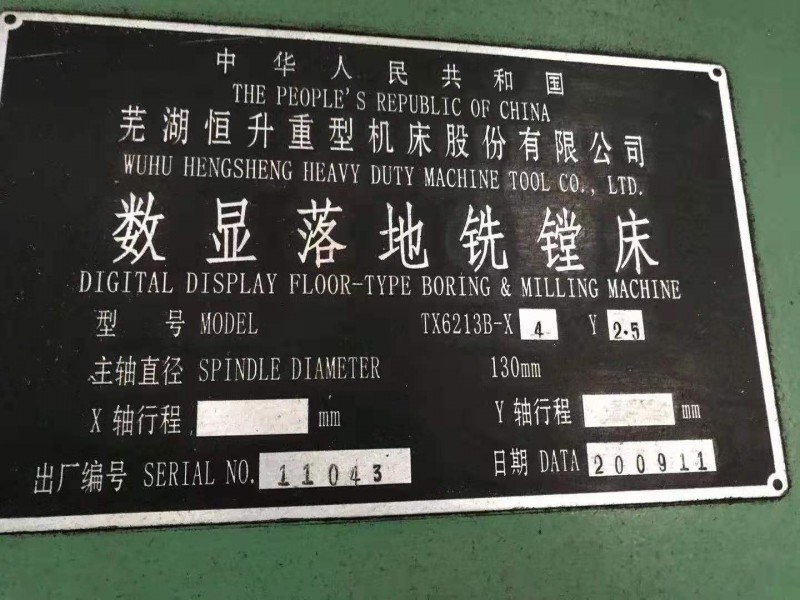 中华人民共和国
THE PEOPLE'S REPUBLIC OF CHINA
芜湖恒升重型机床股份有限公司
WUHU HENGSHENG HEAVY DUTY MACHINE TOOL CO., LTD.
数显落地铣镗床
DIGITAL DISPLAY FLOOR-TYPE BORING & MILLING MACHINE
型 号 MODEL TX6213B-X 4 Y 2.5
主轴直径 SPINDLE DIAMETER 130mm
X 轴行程 mm Y 轴行程 mm
出厂编号 SERIAL NO. 11043 日期 DATA 200911